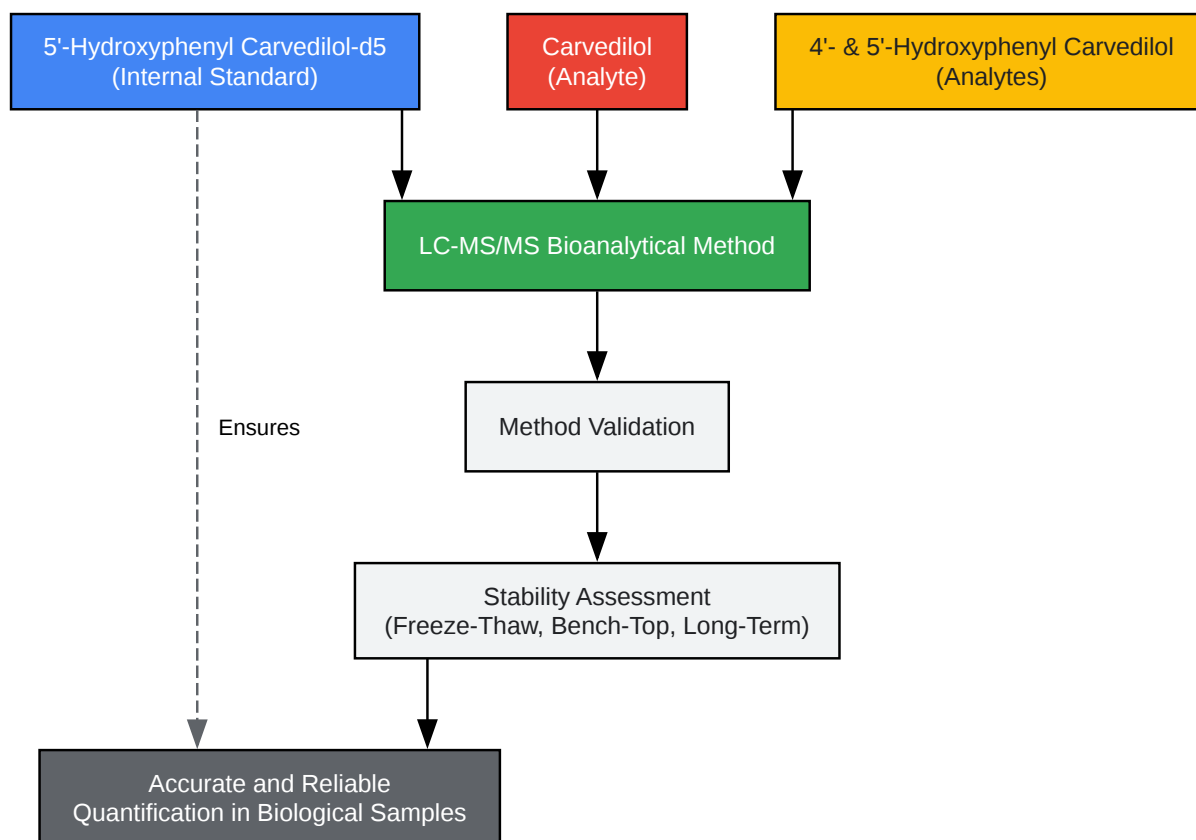 5'-Hydroxyphenyl Carvedilol-d5
(Internal Standard)
Carvedilol
(Analyte)
4'- & 5'-Hydroxyphenyl Carvedilol
(Analytes)
LC-MS/MS Bioanalytical Method
Method Validation
Ensures
Stability Assessment
(Freeze-Thaw, Bench-Top, Long-Term)
Accurate and Reliable
Quantification in Biological Samples